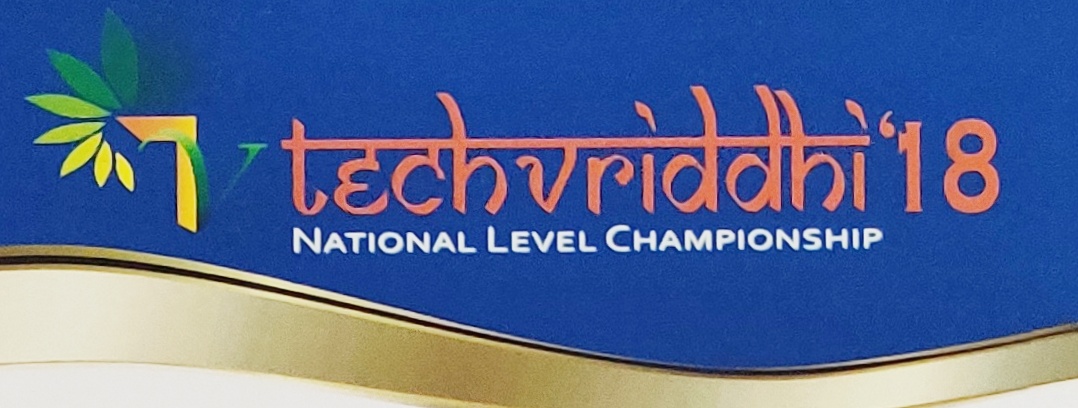 techvriddhi'18
NATIONAL LEVEL CHAMPIONSHIP